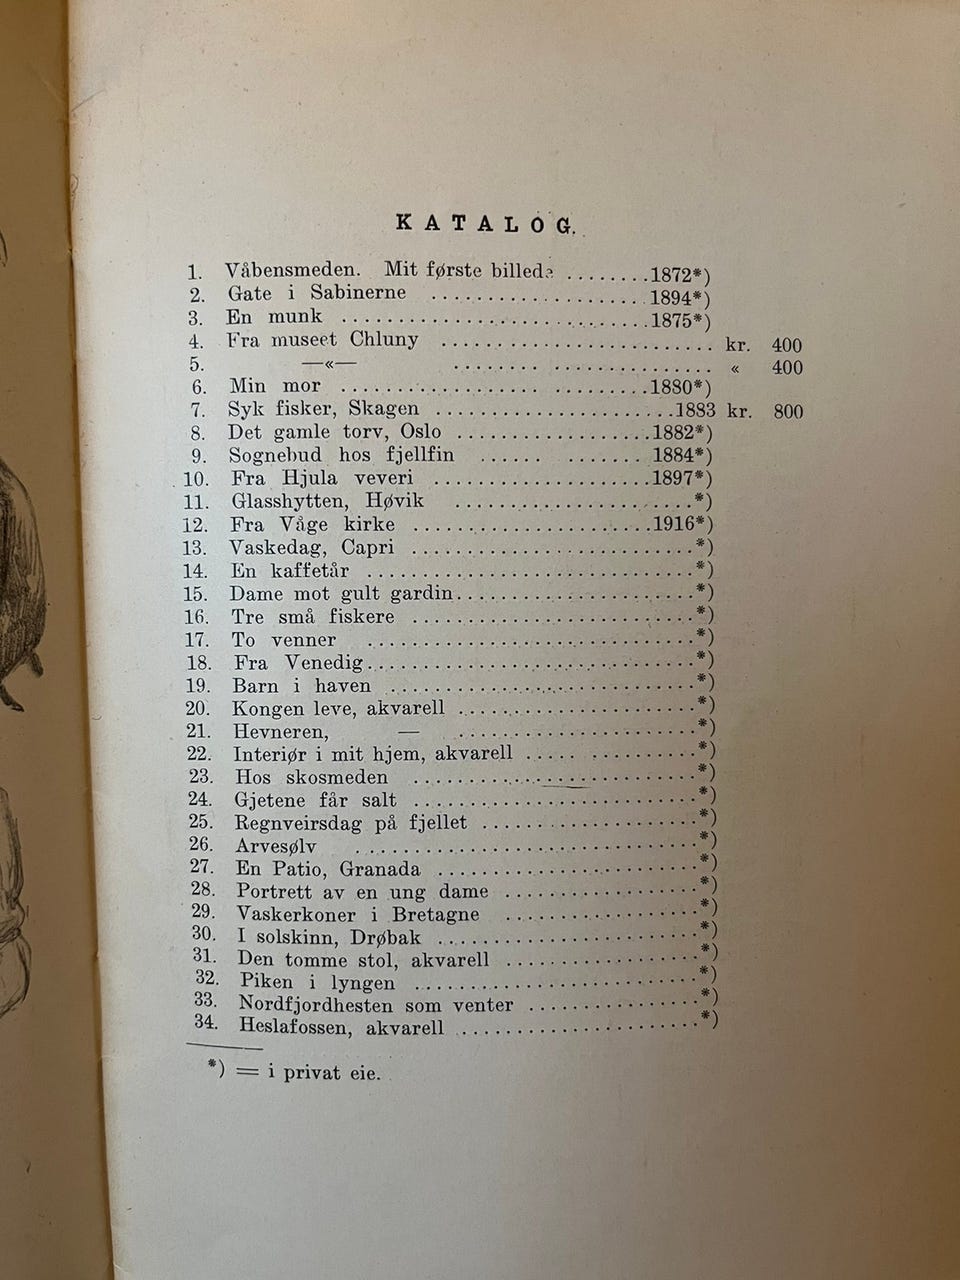 KATALOG.
1. Våbensmeden. Mit første billede ........1872*)
2. Gate i Sabinerne ....................1894*)
3. En munk ............................1875*)
4. Fra museet Chluny ......................... kr. 400
5. —«— ......................... « 400
6. Min mor ............................1880*)
7. Syk fisker, Skagen ......................1883 kr. 800
8. Det gamle torv, Oslo ..................1882*)
9. Sognebud hos fjellfin ...... ....... 1884*)
10. Fra Hjula veveri ....................1897*)
11. Glasshytten, Høvik ......................*)
12. Fra Våge kirke ......................1916*)
13. Vaskedag, Capri ..........................*)
14. En kaffetår ..............................*)
15. Dame mot gult gardin......................*)
16. Tre små fiskere ..........................*)
17. To venner ..............................*)
18. Fra Venedig..............................*)
19. Barn i haven ............................*)
20. Kongen leve, akvarell ......................*)
21. Hevneren, — ......................*)
22. Interiør i mit hjem, akvarell ..... ..........*)
23. Hos skosmeden ..........................*)
24. Gjetene får salt ..........................*)
25. Regnveirsdag på fjellet ....................*)
26. Arvesølv ..............................*)
27. En Patio, Granada ........................*)
28. Portrett av en ung dame ..................*)
29. Vaskerkoner i Bretagne ..................*)
30. I solskinn, Drøbak ........................*)
31. Den tomme stol, akvarell ..................*)
32. Piken i lyngen ..........................*)
33. Nordfjordhesten som venter ................*)
34. Heslafossen, akvarell ......................*)
*) = i privat eie.